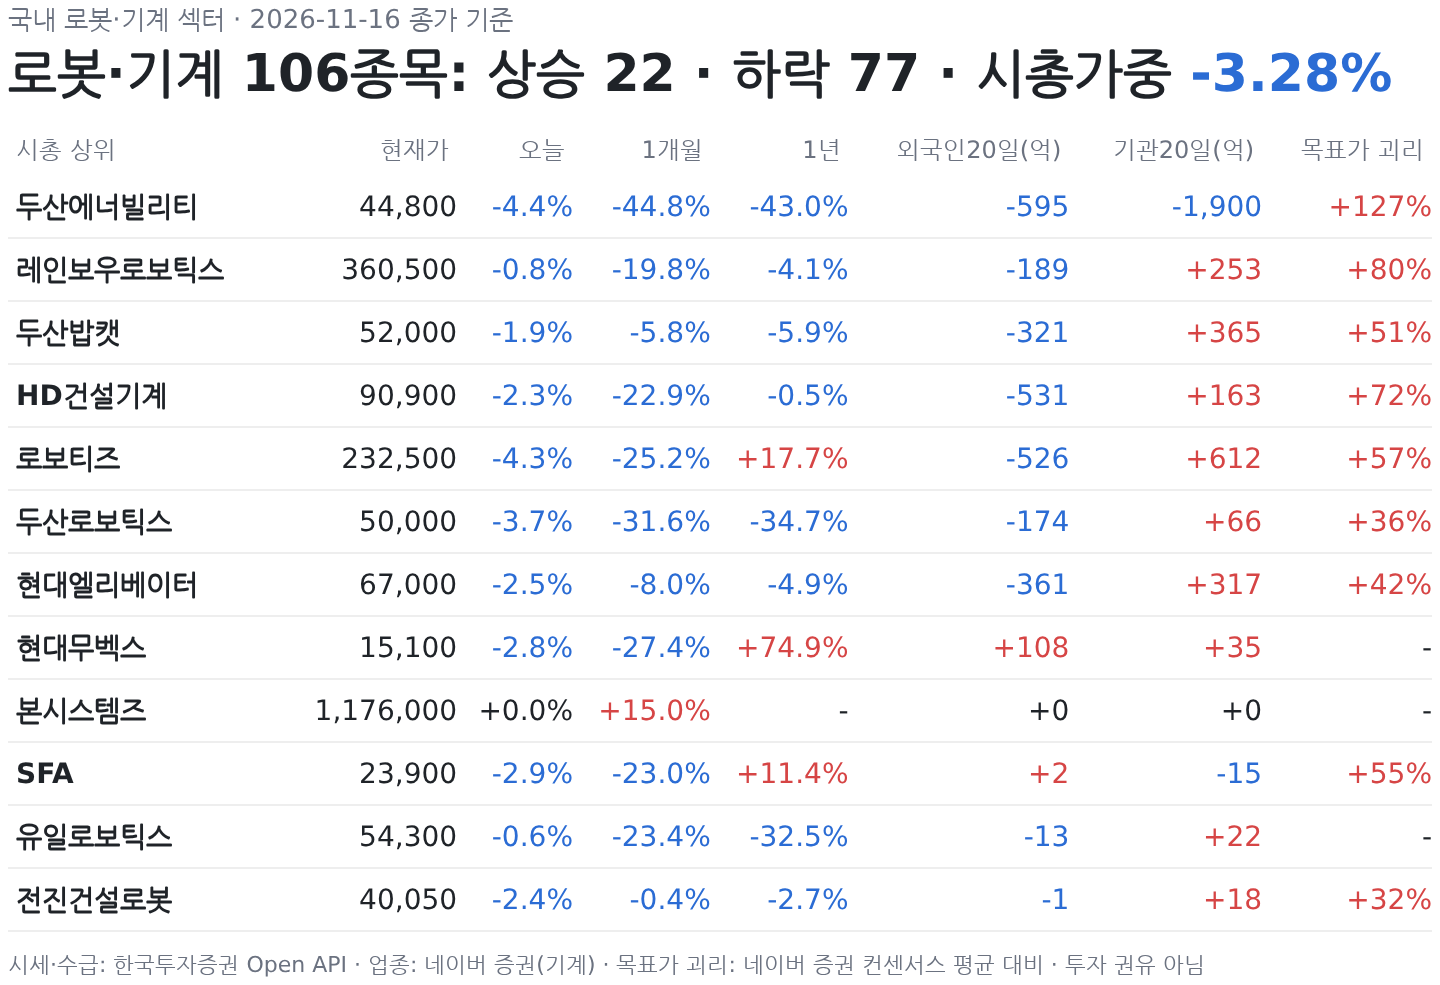 국내 로봇·기계 섹터 · 2026-11-16 종가 기준
로봇·기계 106종목: 상승 22 · 하락 77 · 시총가중 -3.28%
시총 상위 현재가 오늘 1개월 1년 외국인20일(억) 기관20일(억) 목표가 괴리
두산에너빌리티 44,800 -4.4% -44.8% -43.0% -595 -1,900 +127%
레인보우로보틱스 360,500 -0.8% -19.8% -4.1% -189 +253 +80%
두산밥캣 52,000 -1.9% -5.8% -5.9% -321 +365 +51%
HD건설기계 90,900 -2.3% -22.9% -0.5% -531 +163 +72%
로보티즈 232,500 -4.3% -25.2% +17.7% -526 +612 +57%
두산로보틱스 50,000 -3.7% -31.6% -34.7% -174 +66 +36%
현대엘리베이터 67,000 -2.5% -8.0% -4.9% -361 +317 +42%
현대무벡스 15,100 -2.8% -27.4% +74.9% +108 +35 -
본시스템즈 1,176,000 +0.0% +15.0% - +0 +0 -
SFA 23,900 -2.9% -23.0% +11.4% +2 -15 +55%
유일로보틱스 54,300 -0.6% -23.4% -32.5% -13 +22 -
전진건설로봇 40,050 -2.4% -0.4% -2.7% -1 +18 +32%
시세·수급: 한국투자증권 Open API · 업종: 네이버 증권(기계) · 목표가 괴리: 네이버 증권 컨센서스 평균 대비 · 투자 권유 아님